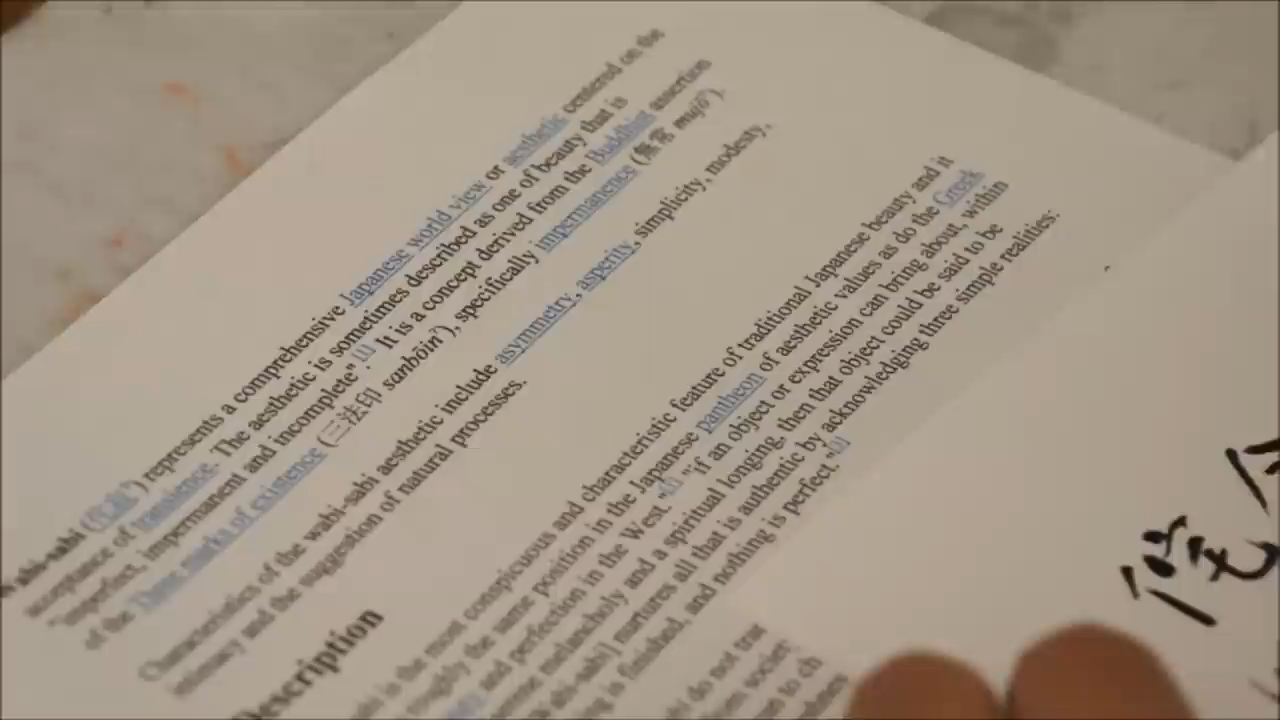 Wabi-sabi (侘寂) represents a comprehensive Japanese world view or aesthetic centered on the
acceptance of transience. The aesthetic is sometimes described as one of beauty that is
"imperfect, impermanent and incomplete".[1] It is a concept derived from the Buddhist assertion
of the Three marks of existence (三法印 sanbōin?), specifically impermanence (無常 mujō?).
Characteristics of the wabi-sabi aesthetic include asymmetry, asperity, simplicity, modesty,
intimacy and the suggestion of natural processes.
Description
is the most conspicuous and characteristic feature of traditional Japanese beauty and it
roughly the same position in the Japanese pantheon of aesthetic values as do the Greek
and perfection in the West."[1] "if an object or expression can bring about, within
melancholy and a spiritual longing, then that object could be said to be
nurtures all that is authentic by acknowledging three simple realities:
is finished, and nothing is perfect."[3]
do not
to